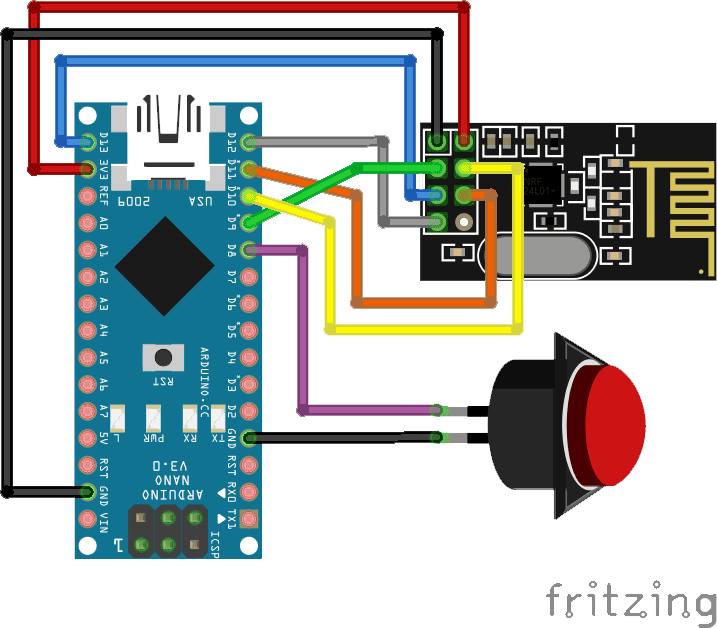 D13
3V3
REF
A0
A1
A2
A3
A4
A5
A6
A7
5V
RST
GND
VIN
D12
D11
D10
D9
D8
D7
D6
D5
D4
D3
D2
GND
RST
RX0
TX1
2009
USA
RST
ARDUINO.CC
L
PWR
RX
TX
ARDUINO
NANO
V3.0
1
ICSP
NRF
24L01+
fritzing